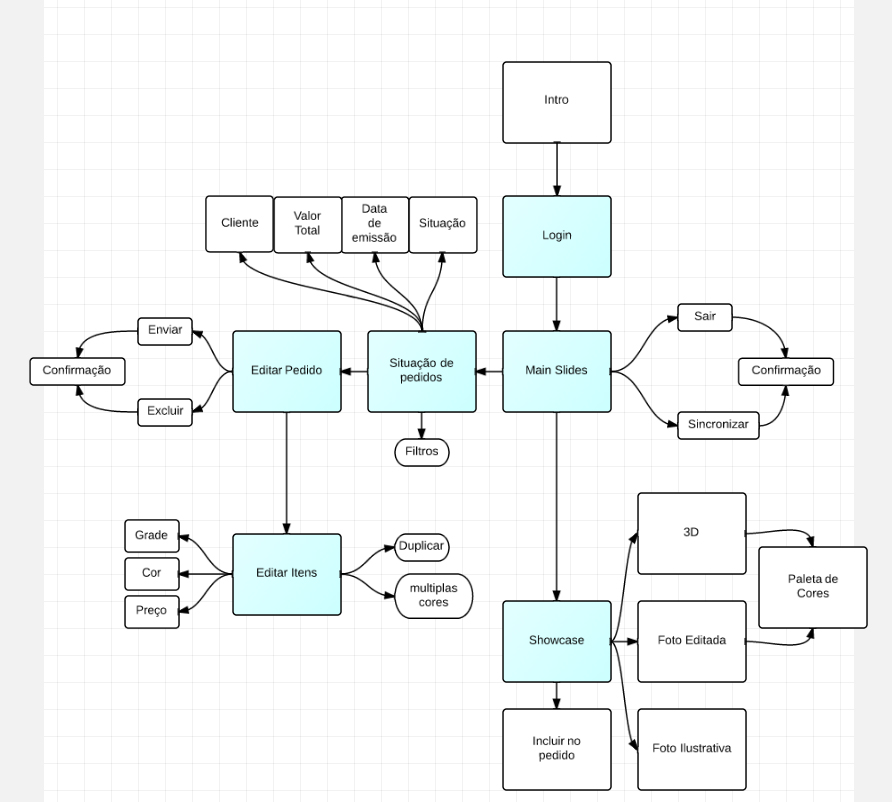 Intro
Cliente
Valor
Total
Data
de
emissão
Situação
Login
Enviar
Sair
Confirmação
Editar Pedido
Situação de
pedidos
Main Slides
Confirmação
Excluir
Sincronizar
Filtros
Grade
3D
Duplicar
Cor
Editar Itens
Paleta de
Cores
multiplas
cores
Preço
Showcase
Foto Editada
Incluir no
pedido
Foto Ilustrativa